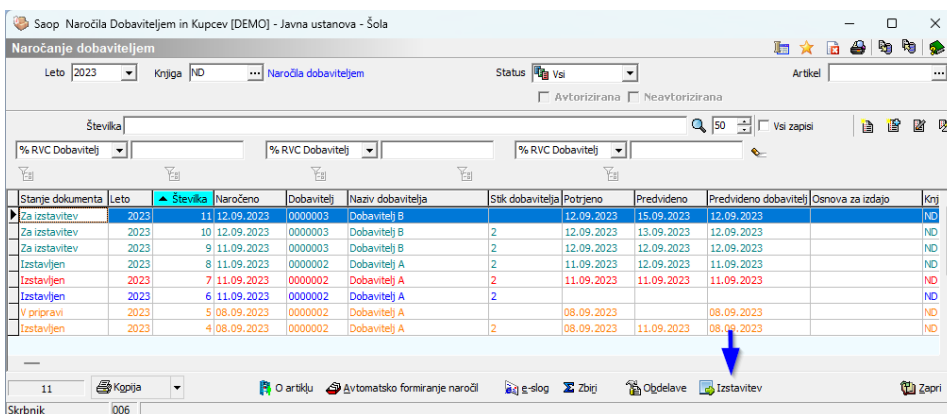 Saop Naročila Dobaviteljem in Kupcev [DEMO] - Javna ustanova - Šola
Naročanje dobaviteljem
Leto 2023 Knjiga ND ... Naročila dobaviteljem Status Vsi Artikel ...
Avtorizirana Neavtorizirana
Številka 50 Vsi zapisi
% RVC Dobavitelj % RVC Dobavitelj % RVC Dobavitelj
Stanje dokumenta Leto Številka Naročeno Dobavitelj Naziv dobavitelja Stik dobavitelja Potrjeno Predvideno Predvideno dobavitelj Osnova za izdajo Knj
Za izstavitev 2023 11 12.09.2023 0000003 Dobavitelj B 12.09.2023 15.09.2023 12.09.2023 ND
Za izstavitev 2023 10 12.09.2023 0000003 Dobavitelj B 2 12.09.2023 13.09.2023 12.09.2023 ND
Za izstavitev 2023 9 11.09.2023 0000003 Dobavitelj B 2 12.09.2023 12.09.2023 12.09.2023 ND
Izstavljen 2023 8 11.09.2023 0000002 Dobavitelj A 2 11.09.2023 12.09.2023 11.09.2023 ND
Izstavljen 2023 7 11.09.2023 0000002 Dobavitelj A 2 11.09.2023 11.09.2023 11.09.2023 ND
Izstavljen 2023 6 11.09.2023 0000002 Dobavitelj A 2 ND
V pripravi 2023 5 08.09.2023 0000002 Dobavitelj A 08.09.2023 08.09.2023 ND
Izstavljen 2023 4 08.09.2023 0000002 Dobavitelj A 2 08.09.2023 11.09.2023 08.09.2023 ND
11 Kopija O artiklu Avtomatsko formiranje naročil e-slog Zbirj Obdelave Izstavitev Zapri
Skrbnik 006